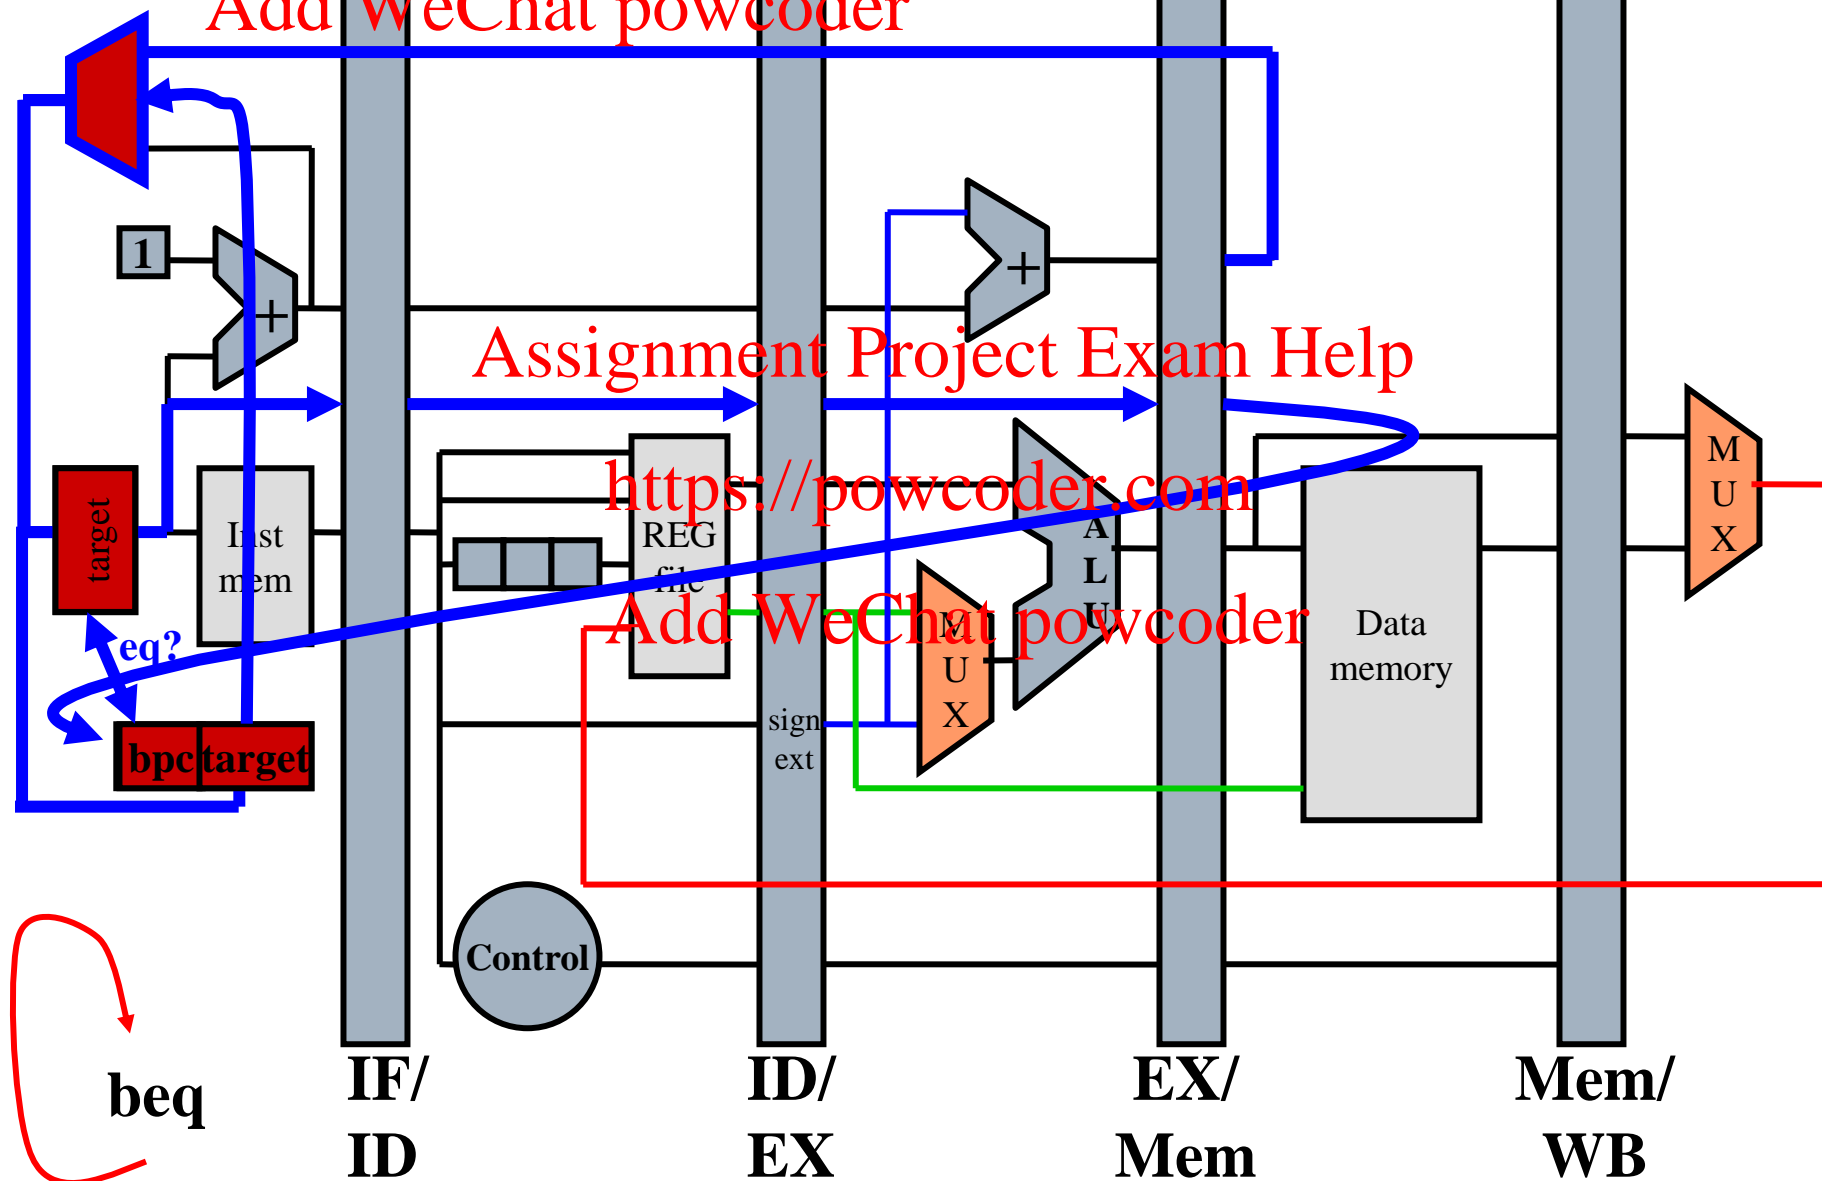 Add WeChat powcoder
1
+
+
Assignment Project Exam Help
target
Inst
mem
https://powcoder.com
REG
file
A
L
U
M
U
X
eq?
Add WeChat powcoder
M
U
X
Data
memory
bpc target
sign
ext
Control
beq
IF/
ID
ID/
EX
EX/
Mem
Mem/
WB